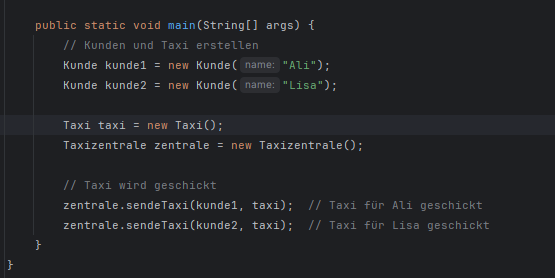 public static void main(String[] args) {
// Kunden und Taxi erstellen
Kunde kunde1 = new Kunde( name: "Ali");
Kunde kunde2 = new Kunde( name: "Lisa");
Taxi taxi = new Taxi();
Taxizentrale zentrale = new Taxizentrale();
// Taxi wird geschickt
zentrale.sendeTaxi(kunde1, taxi);  // Taxi für Ali geschickt
zentrale.sendeTaxi(kunde2, taxi);  // Taxi für Lisa geschickt
}
}